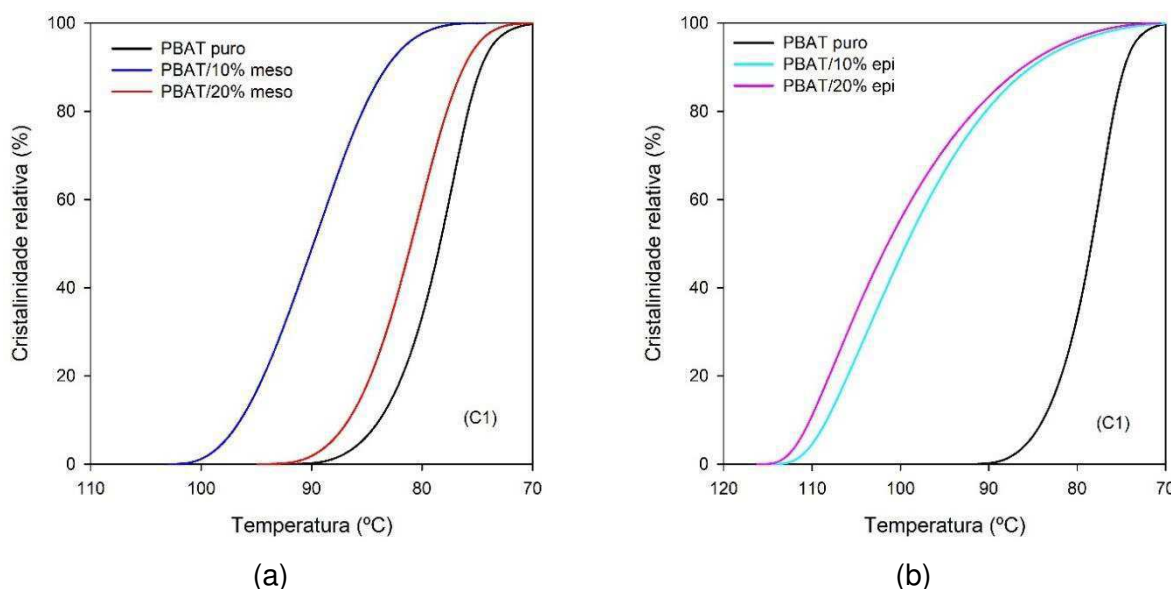 PBAT puro
PBAT/10% meso
PBAT/20% meso
Cristalinidade relativa (%)
100
80
60
40
20
0
(C1)
110
100
90
80
70
Temperatura (ºC)
(a)
PBAT puro
PBAT/10% epi
PBAT/20% epi
Cristalinidade relativa (%)
100
80
60
40
20
0
(C1)
120
110
100
90
80
70
Temperatura (ºC)
(b)